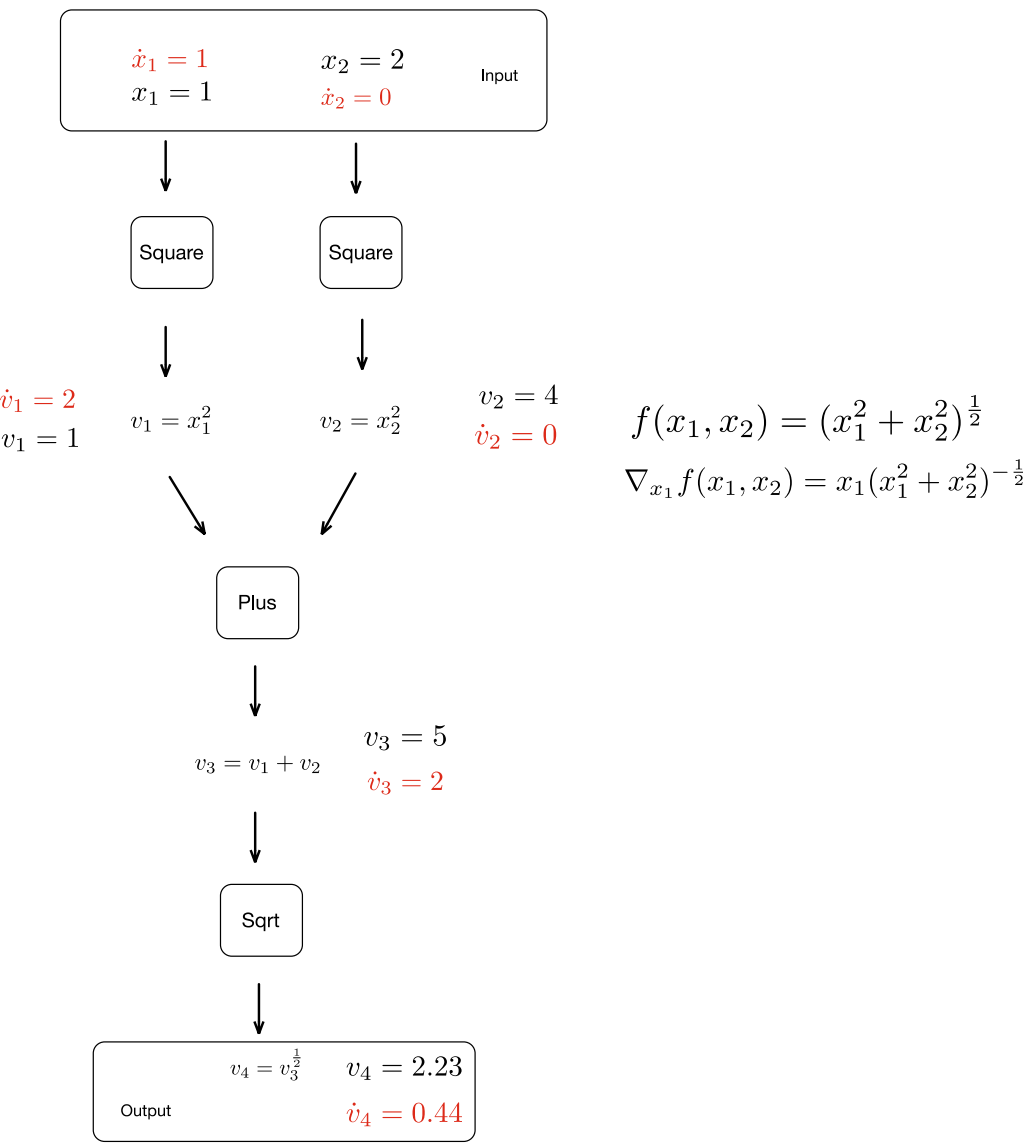 ẋ₁ = 1
x₁ = 1
x₂ = 2
ẋ₂ = 0
Input
Square
Square
v̇₁ = 2
v₁ = 1
v₁ = x₁²
v₂ = x₂²
v₂ = 4
v̇₂ = 0
f(x₁, x₂) = (x₁² + x₂²)^½
∇ₓ₁ f(x₁, x₂) = x₁(x₁² + x₂²)^−½
Plus
v₃ = v₁ + v₂
v₃ = 5
v̇₃ = 2
Sqrt
v₄ = v₃^½
v₄ = 2.23
Output
v̇₄ = 0.44